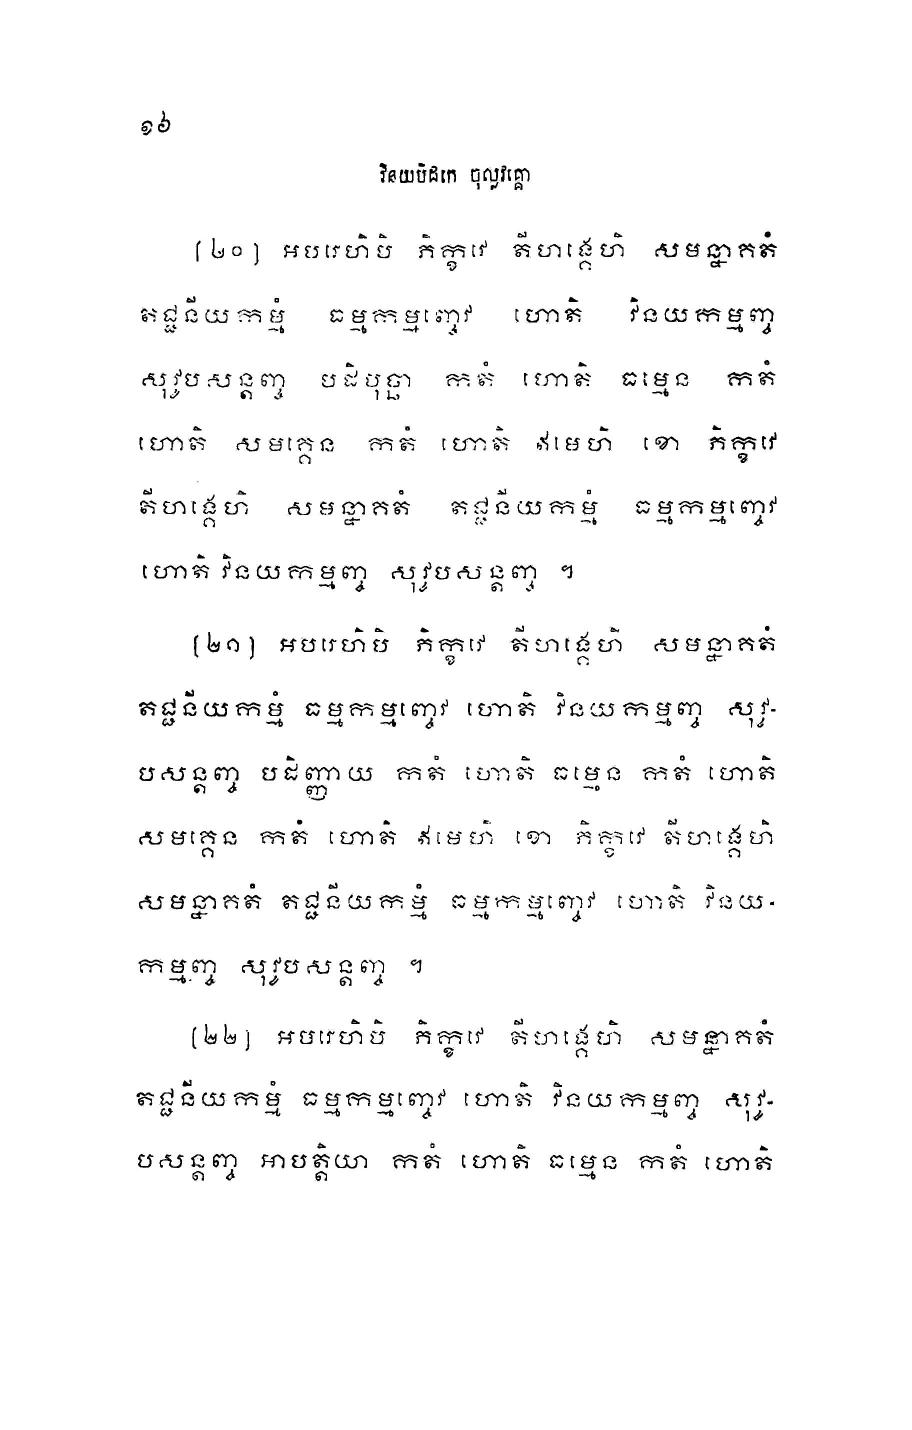 ១៦
វិនយបិដកេ ចុល្លវគ្គោ
(២០) អបរេហិបិ ភិក្ខវេ តីហង្គេហិ សមន្នាគតំ
តជ្ជនីយកម្មំ ធម្មកម្មញ្ចេវ ហោតិ វិនយកម្មញ្ច
សុវូបសន្តញ្ច បដិបុច្ឆា កតំ ហោតិ ធម្មេន កតំ
ហោតិ សមគ្គេន កតំ ហោតិ ឥមេហិ ខោ ភិក្ខវេ
តីហង្គេហិ សមន្នាគតំ តជ្ជនីយកម្មំ ធម្មកម្មញ្ចេវ
ហោតិ វិនយកម្មញ្ច សុវូបសន្តញ្ច ។
(២១) អបរេហិបិ ភិក្ខវេ តីហង្គេហិ សមន្នាគតំ
តជ្ជនីយកម្មំ ធម្មកម្មញ្ចេវ ហោតិ វិនយកម្មញ្ច សុវូ-
បសន្តញ្ច បដិញ្ញាយ កតំ ហោតិ ធម្មេន កតំ ហោតិ
សមគ្គេន កតំ ហោតិ ឥមេហិ ខោ ភិក្ខវេ តីហង្គេហិ
សមន្នាគតំ តជ្ជនីយកម្មំ ធម្មកម្មញ្ចេវ ហោតិ វិនយ-
កម្មញ្ច សុវូបសន្តញ្ច ។
(២២) អបរេហិបិ ភិក្ខវេ តីហង្គេហិ សមន្នាគតំ
តជ្ជនីយកម្មំ ធម្មកម្មញ្ចេវ ហោតិ វិនយកម្មញ្ច សុវូ-
បសន្តញ្ច អាបត្តិយា កតំ ហោតិ ធម្មេន កតំ ហោតិ